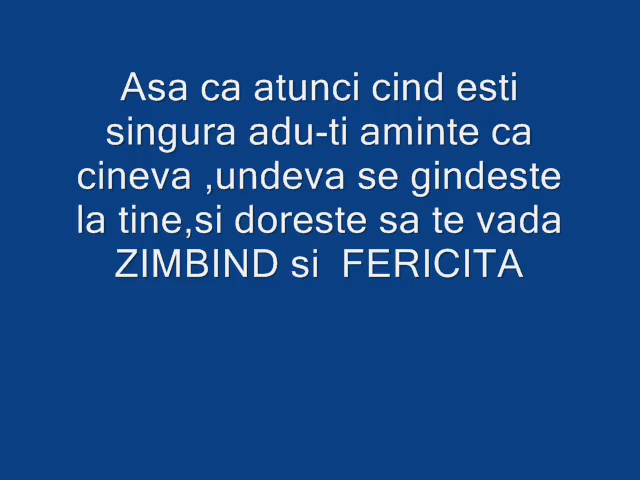 Asa ca atunci cind esti
singura adu-ti aminte ca
cineva ,undeva se gindeste
la tine,si doreste sa te vada
ZIMBIND si  FERICITA